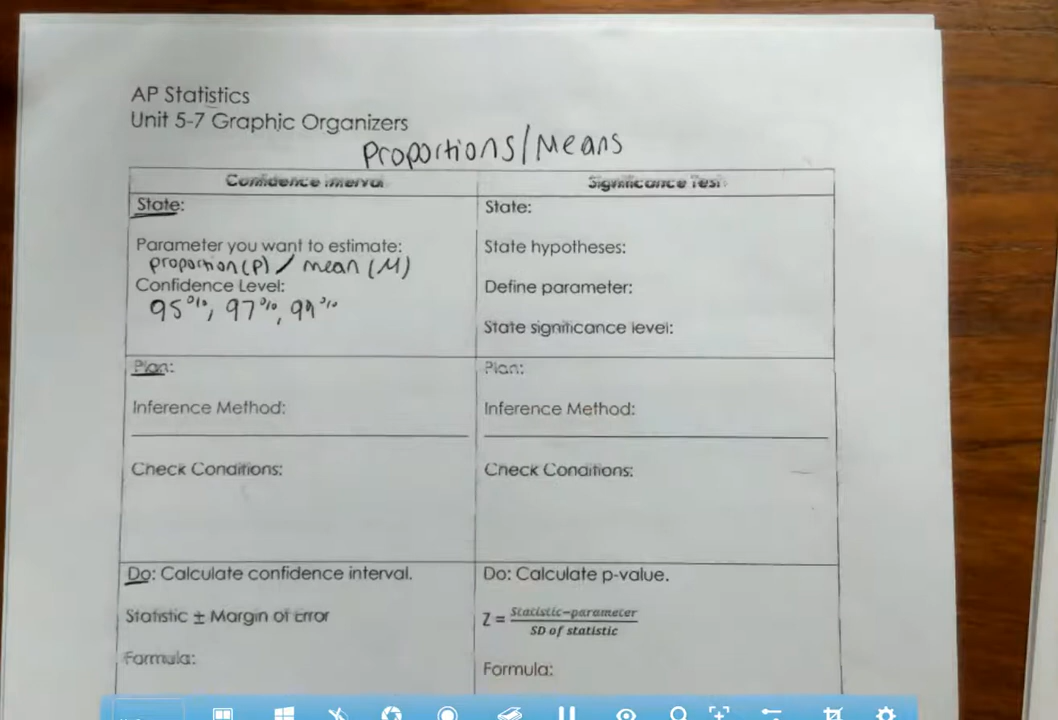 AP Statistics
Unit 5-7 Graphic Organizers
Proportions/Means
Confidence Interval
Significance Test
State:
Parameter you want to estimate:
proportion (p) / mean (M)
Confidence Level:
95%, 97%, 99%
State:
State hypotheses:
Define parameter:
State significance level:
Plan:
Inference Method:
Check Conditions:
Plan:
Inference Method:
Check Conditions:
Do: Calculate confidence interval.
Statistic ± Margin of Error
Formula:
Do: Calculate p-value.
Z = Statistic-parameter / SD of statistic
Formula: